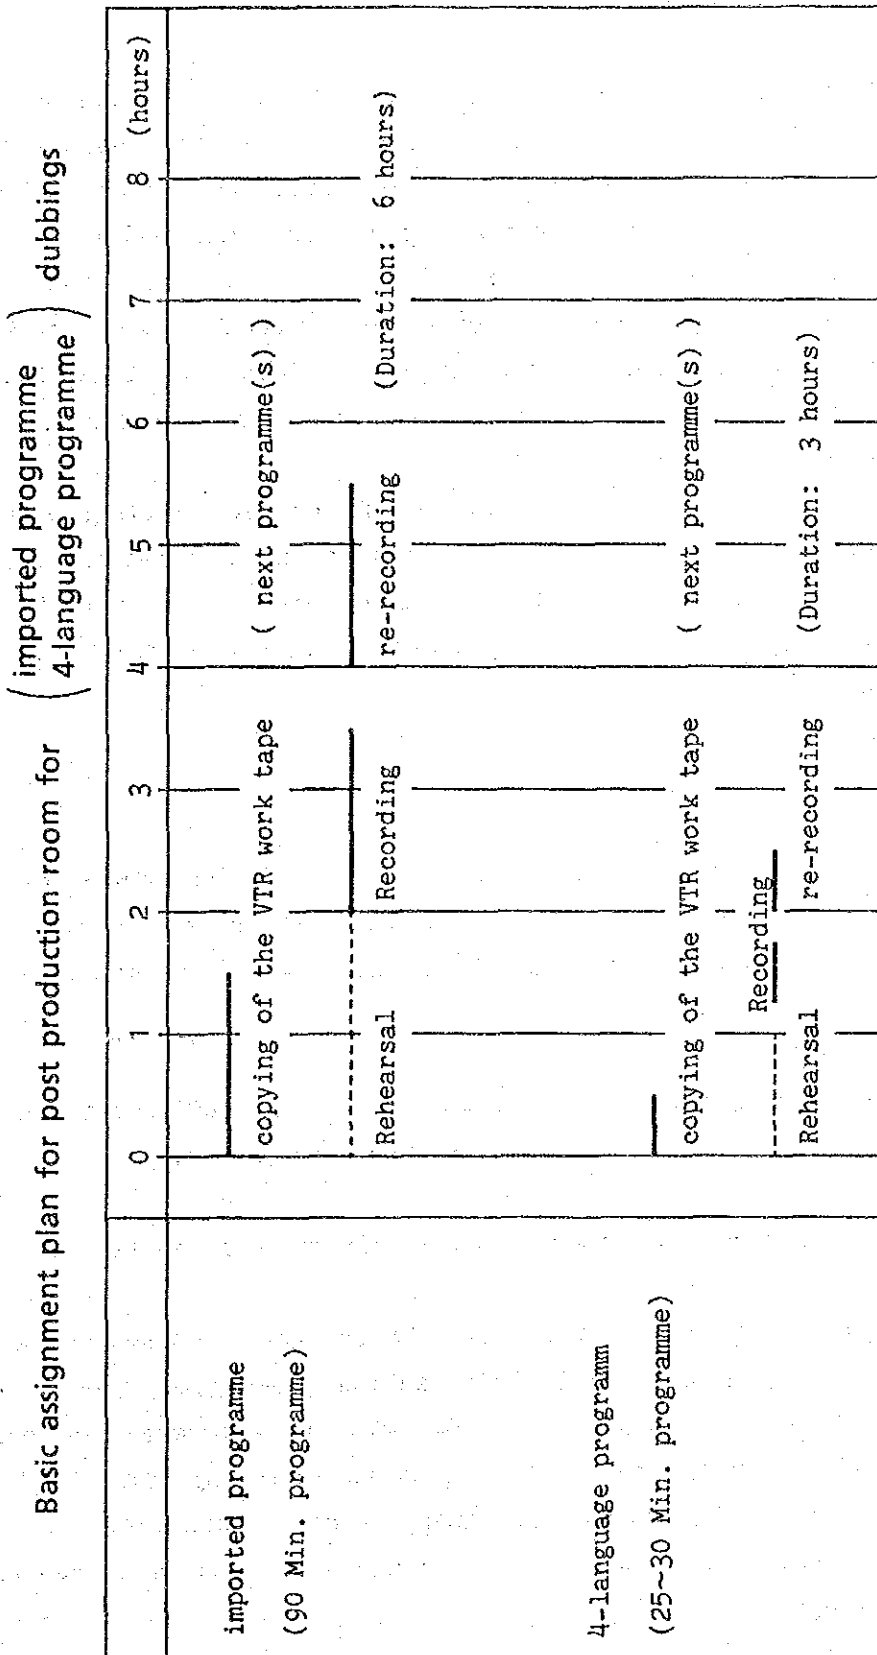 Basic assignment plan for post production room for (imported programme
4-language programme) dubbings
0 1 2 3 4 5 6 7 8 (hours)
imported programme
(90 Min. programme)
copying of the VTR work tape ( next programme(s) )
Rehearsal Recording re-recording (Duration: 6 hours)
4-language programm
(25~30 Min. programme)
copying of the VTR work tape ( next programme(s) )
Recording
Rehearsal re-recording (Duration: 3 hours)